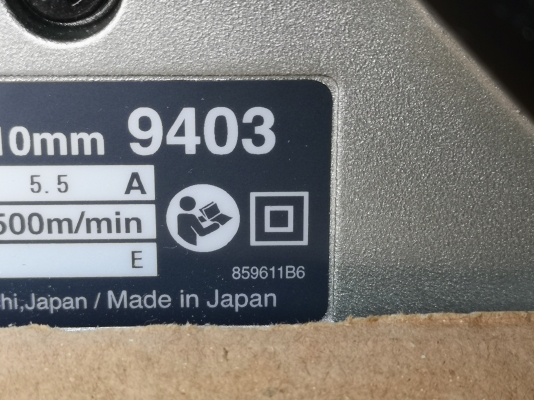 10mm 9403
5.5 A
500m/min
E
859611B6
hi,Japan / Made in Japan